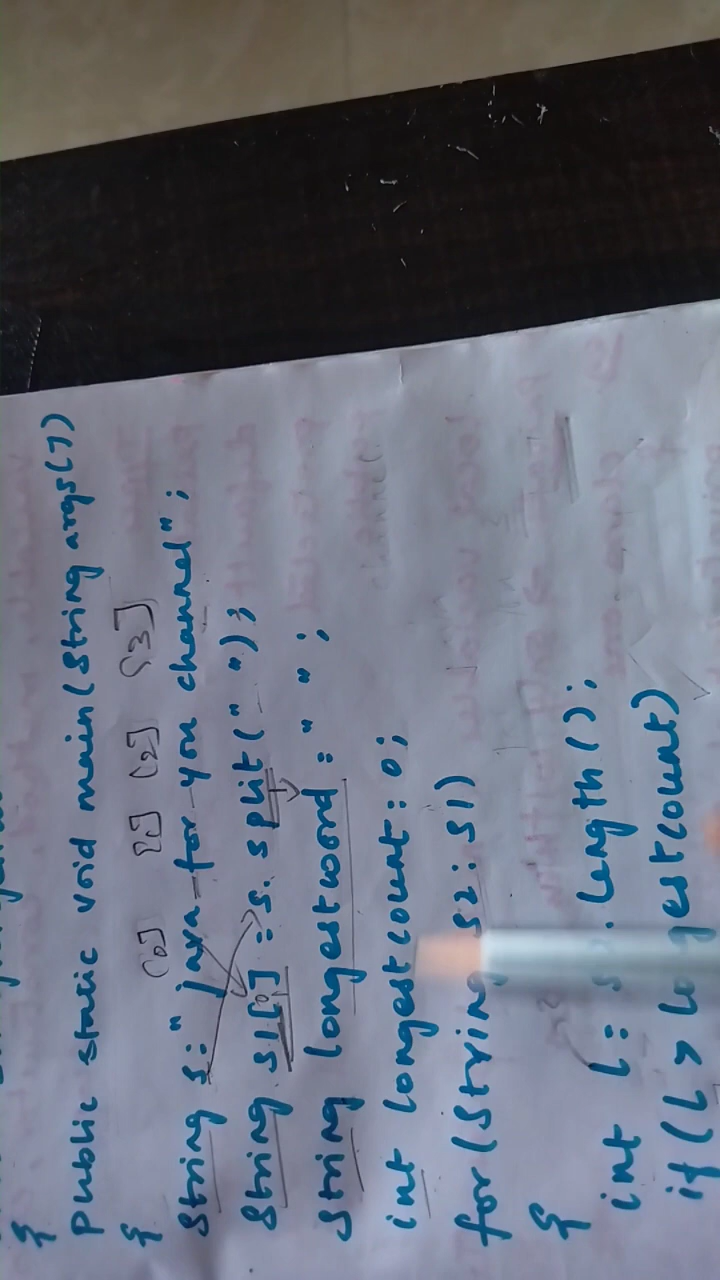 {
public static void main(String args[])
{
[0] [1] [2] [3]
String s="java for you channel";
String s1[] = s.split(" ");
String longestword = " ";
int longestcount = 0;
for(String s2:s1)
{
int l = .length();
if(l>longestcount)